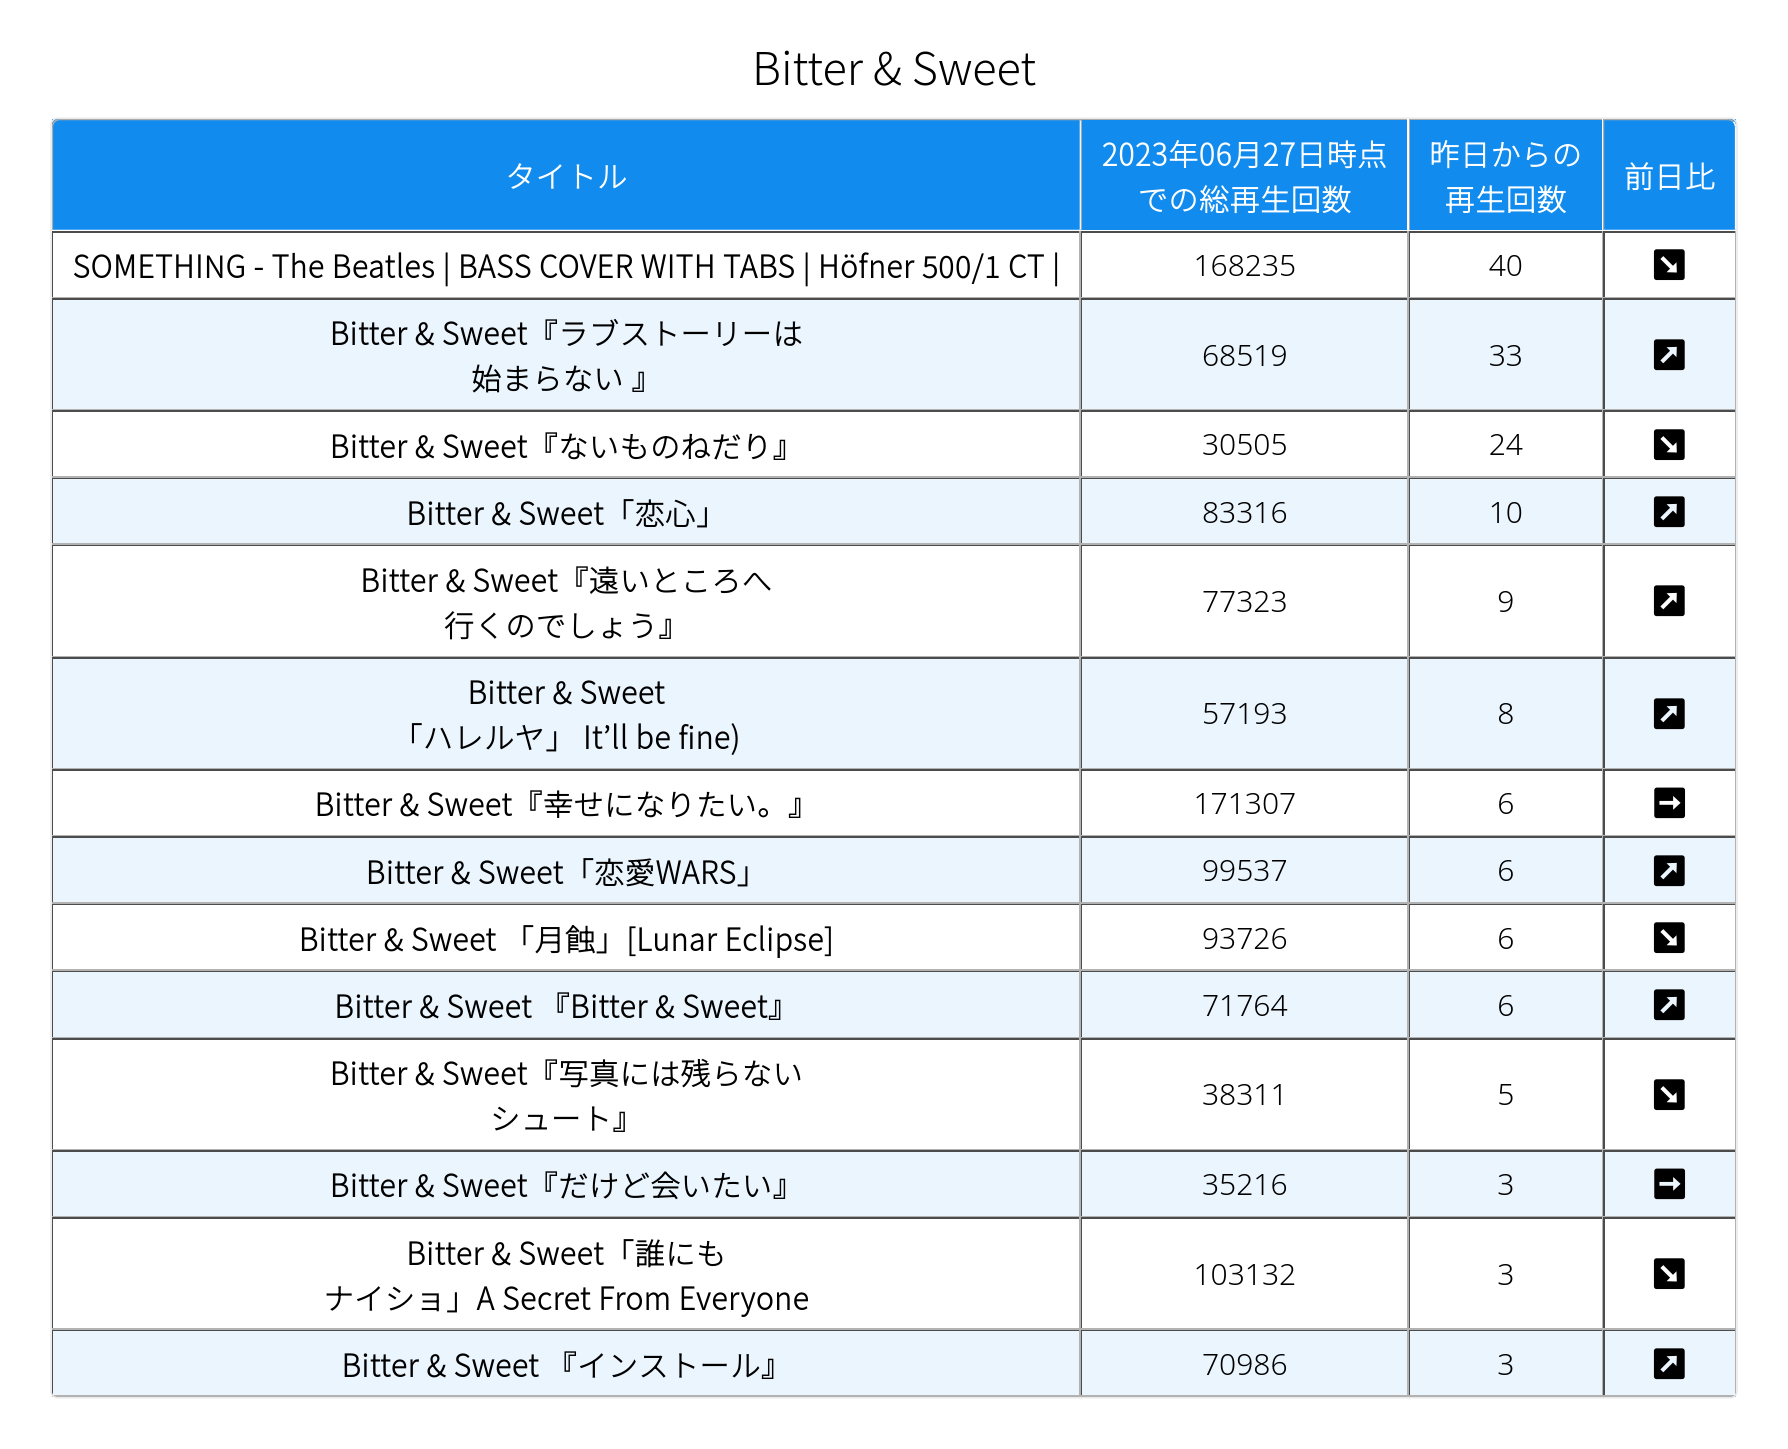 Bitter & Sweet
タイトル
2023年06月27日時点
での総再生回数
昨日からの
再生回数
前日比
SOMETHING - The Beatles | BASS COVER WITH TABS | Höfner 500/1 CT |
168235
40
Bitter & Sweet『ラブストーリーは
始まらない 』
68519
33
Bitter & Sweet『ないものねだり』
30505
24
Bitter & Sweet「恋心」
83316
10
Bitter & Sweet『遠いところへ
行くのでしょう』
77323
9
Bitter & Sweet
「ハレルヤ」 It’ll be fine)
57193
8
Bitter & Sweet『幸せになりたい。』
171307
6
Bitter & Sweet「恋愛WARS」
99537
6
Bitter & Sweet 「月蝕」[Lunar Eclipse]
93726
6
Bitter & Sweet 『Bitter & Sweet』
71764
6
Bitter & Sweet『写真には残らない
シュート』
38311
5
Bitter & Sweet『だけど会いたい』
35216
3
Bitter & Sweet「誰にも
ナイショ」A Secret From Everyone
103132
3
Bitter & Sweet 『インストール』
70986
3